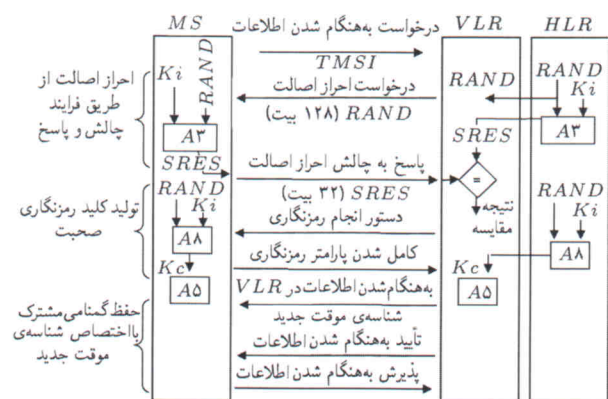 MS
VLR
HLR
درخواست به‌هنگام شدن اطلاعات
TMSI
درخواست احراز اصالت
RAND (۱۲۸ بیت)
پاسخ به چالش احراز اصالت
SRES (۳۲ بیت)
دستور انجام رمزنگاری
کامل شدن پارامتر رمزنگاری
به‌هنگام‌شدن اطلاعات در VLR
شناسه‌ی موقت جدید
تأیید به‌هنگام شدن اطلاعات
پذیرش به‌هنگام شدن اطلاعات
احراز اصالت از
طریق فرایند
چالش و پاسخ
تولید کلید رمزنگاری
صحبت
حفظ گمنامی مشترک
با اختصاص شناسه‌ی
موقت جدید
Ki
RAND
A۳
SRES
RAND
Ki
A۸
Kc
A۵
RAND
SRES
=
نتیجه
مقایسه
Kc
A۵
RAND
Ki
A۳
RAND
Ki
A۸